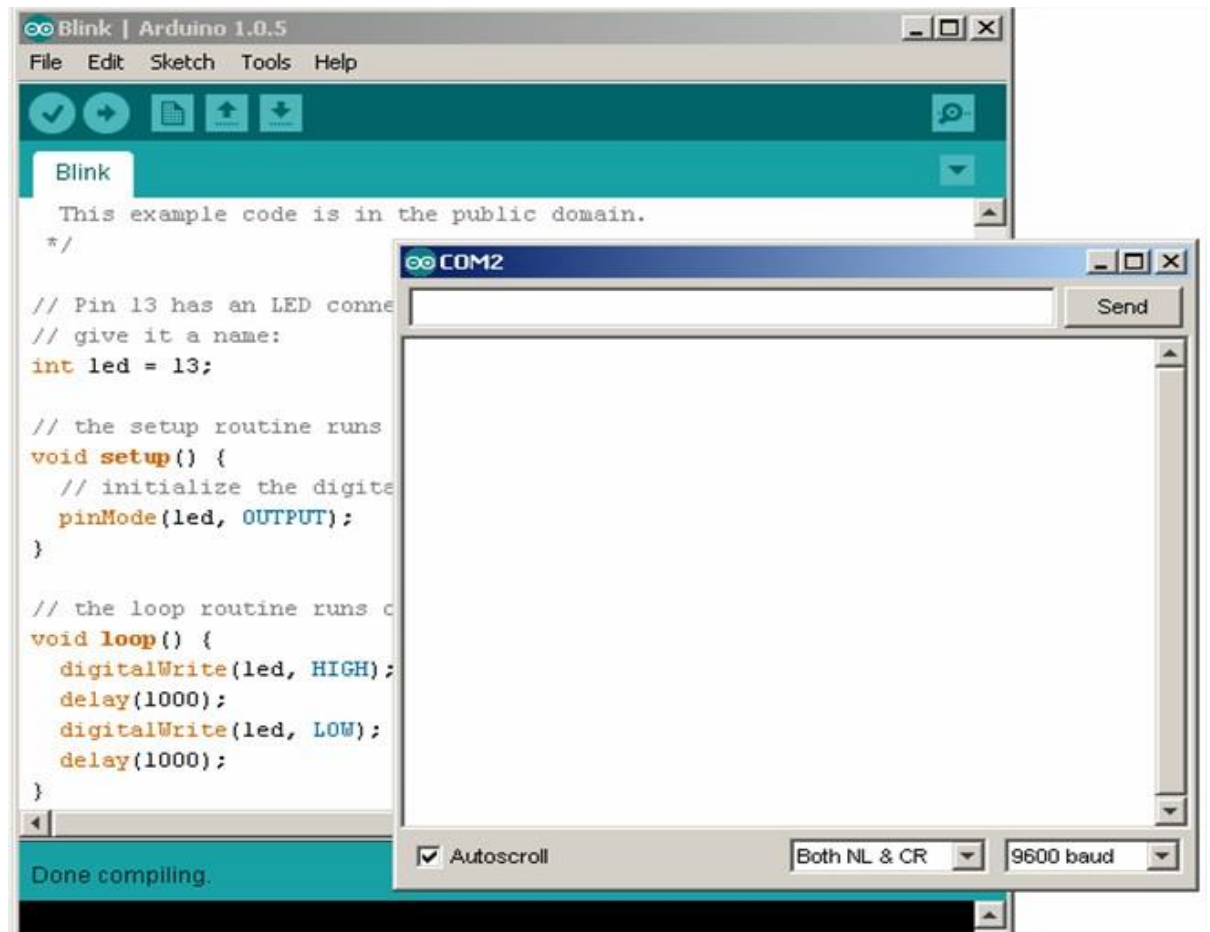 Blink | Arduino 1.0.5
File Edit Sketch Tools Help
Blink
This example code is in the public domain.
*/
// Pin 13 has an LED conne
// give it a name:
int led = 13;
// the setup routine runs
void setup() {
// initialize the digita
pinMode(led, OUTPUT);
}
// the loop routine runs o
void loop() {
digitalWrite(led, HIGH);
delay(1000);
digitalWrite(led, LOW);
delay(1000);
}
Done compiling.
COM2
Send
Autoscroll
Both NL & CR
9600 baud